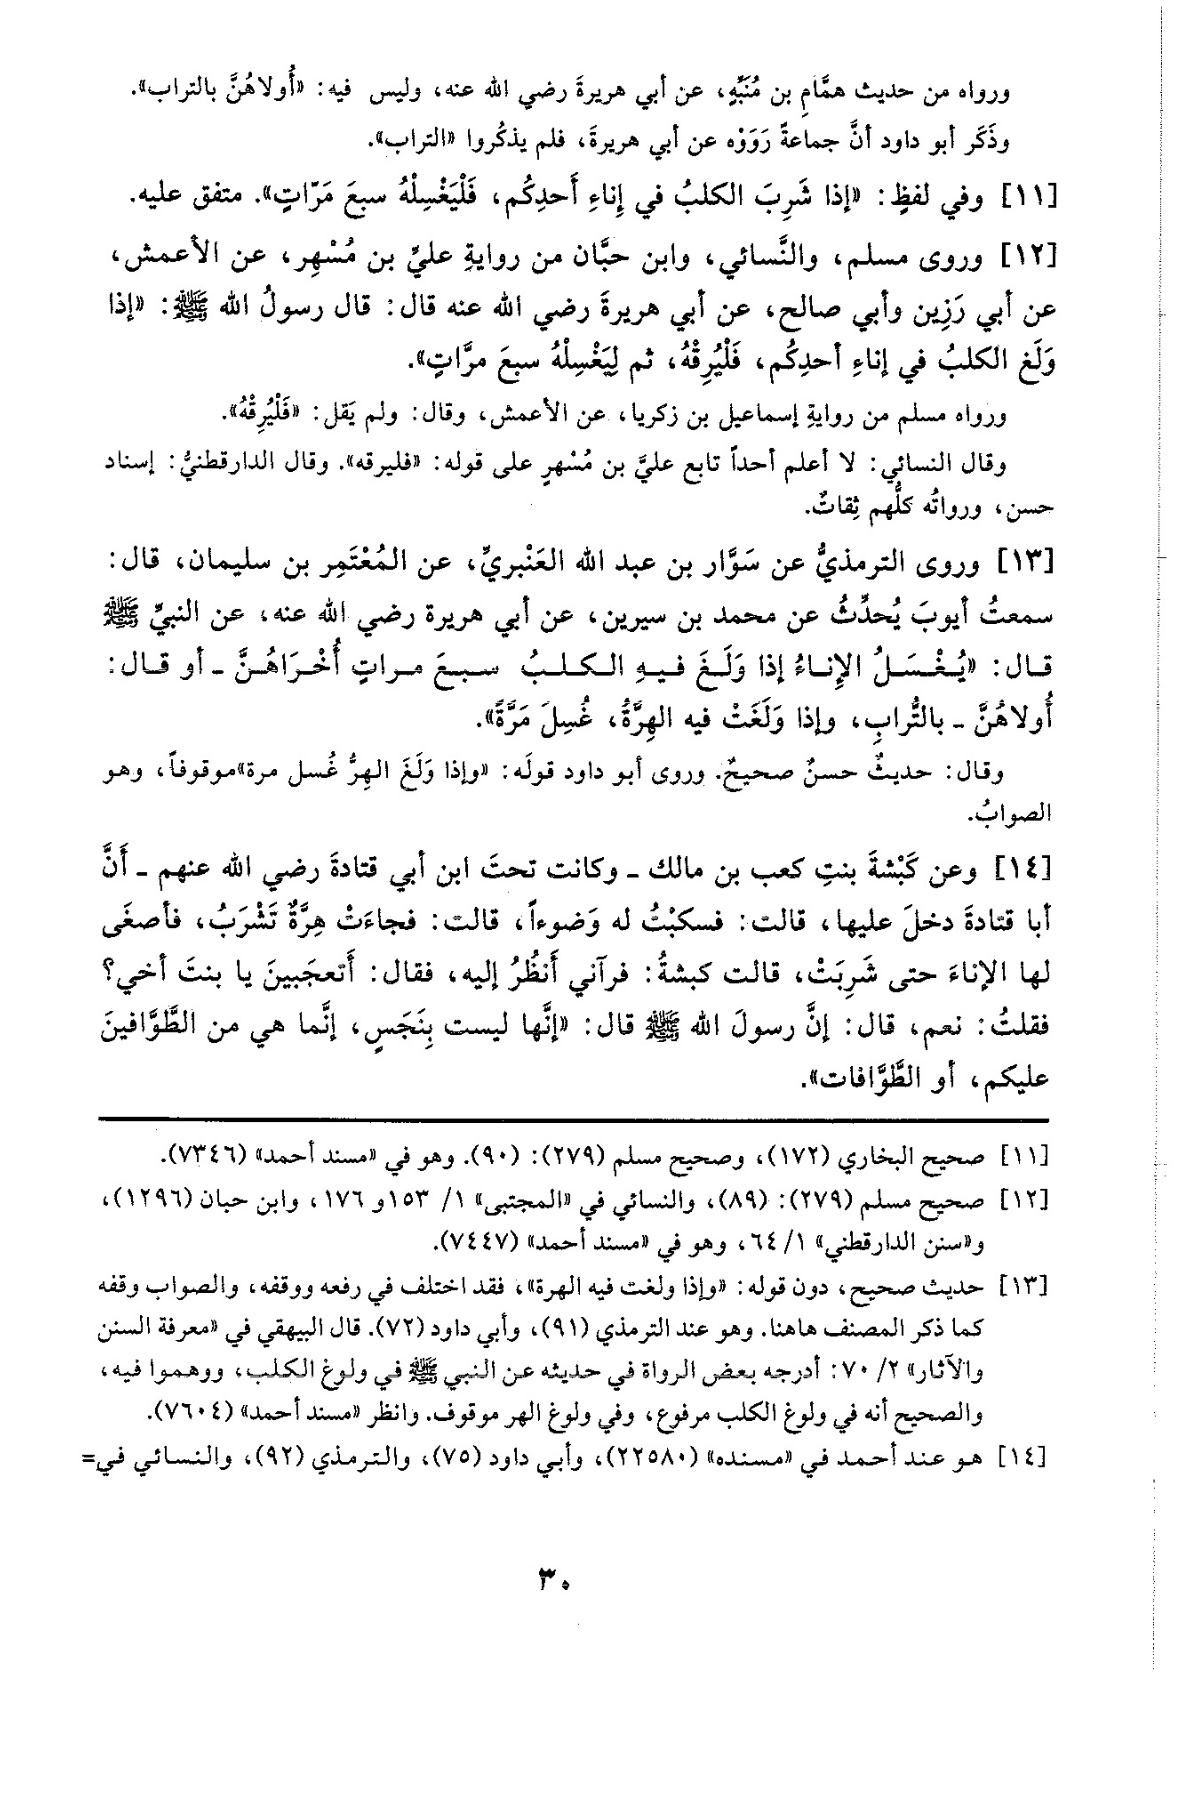 ورواه من حديث همَّامِ بن مُنَبِّهٍ، عن أبي هريرةَ رضي الله عنه، وليس فيه: «أُولاهُنَّ بالتراب».
وذَكَر أبو داود أنَّ جماعةً رَوَوْه عن أبي هريرةَ، فلم يذكُروا «التراب».
[١١] وفي لفظٍ: «إذا شَرِبَ الكلبُ في إِناءِ أَحدِكُم، فَلْيَغْسِلْهُ سبعَ مَرّاتٍ». متفق عليه.
[١٢] وروى مسلم، والنَّسائي، وابن حبَّان من روايةِ عليِّ بن مُسْهِر، عن الأعمش،
عن أبي رَزِين وأبي صالح، عن أبي هريرةَ رضي الله عنه قال: قال رسولُ الله ﷺ: «إذا
وَلَغ الكلبُ في إناءِ أحدِكُم، فَلْيُرِقْهُ، ثم لِيَغْسِلْهُ سبعَ مرَّاتٍ».
ورواه مسلم من روايةِ إسماعيل بن زكريا، عن الأعمش، وقال: ولم يَقل: «فَلْيُرِقْهُ».
وقال النسائي: لا أعلم أحداً تابع عليَّ بن مُسْهرٍ على قوله: «فليرقه». وقال الدارقطنيُّ: إسناد
حسن، ورواتُه كلُّهم ثِقاتٌ.
[١٣] وروى الترمذيُّ عن سَوَّار بن عبد الله العَنْبريِّ، عن المُعْتَمِر بن سليمان، قال:
سمعتُ أيوبَ يُحدِّثُ عن محمد بن سيرين، عن أبي هريرة رضي الله عنه، عن النبيِّ ﷺ
قال: «يُغْسَلُ الإِناءُ إذا وَلَغَ فيهِ الكلبُ سبعَ مراتٍ أُخْرَاهُنَّ ـ أو قال:
أُولاهُنَّ ـ بالتُّرابِ، وإذا وَلَغَتْ فيه الهِرَّةُ، غُسِلَ مَرَّةً».
وقال: حديثٌ حسنٌ صحيحٌ. وروى أبو داود قولَه: «وإذا وَلَغَ الهِرُّ غُسل مرة»موقوفاً، وهو
الصوابُ.
[١٤] وعن كَبْشةَ بنتِ كعب بن مالك ـ وكانت تحتَ ابن أبي قتادةَ رضي الله عنهم ـ أَنَّ
أبا قتادةَ دخلَ عليها، قالت: فسكبْتُ له وَضوءاً، قالت: فجاءَتْ هِرَّةٌ تَشْرَبُ، فأصغَى
لها الإناءَ حتى شَرِبَتْ، قالت كبشةُ: فرآني أَنظُرُ إليه، فقال: أَتعجَبينَ يا بنتَ أخي؟
فقلتُ: نعم، قال: إنَّ رسولَ الله ﷺ قال: «إنَّها ليست بِنَجَسٍ، إنَّما هي من الطَّوَّافينَ
عليكم، أو الطَّوَّافات».
[١١] صحيح البخاري (١٧٢)، وصحيح مسلم (٢٧٩): (٩٠). وهو في «مسند أحمد» (٧٣٤٦).
[١٢] صحيح مسلم (٢٧٩): (٨٩)، والنسائي في «المجتبى» ١/ ١٥٣و ١٧٦، وابن حبان (١٢٩٦)،
و«سنن الدارقطني» ١/ ٦٤، وهو في «مسند أحمد» (٧٤٤٧).
[١٣] حديث صحيح، دون قوله: «وإذا ولغت فيه الهرة»، فقد اختلف في رفعه ووقفه، والصواب وقفه
كما ذكر المصنف هاهنا. وهو عند الترمذي (٩١)، وأبي داود (٧٢). قال البيهقي في «معرفة السنن
والآثار» ٢/ ٧٠: أدرجه بعض الرواة في حديثه عن النبي ﷺ في ولوغ الكلب، ووهموا فيه،
والصحيح أنه في ولوغ الكلب مرفوع، وفي ولوغ الهر موقوف. وانظر «مسند أحمد» (٧٦٠٤).
[١٤] هو عند أحمد في «مسنده» (٢٢٥٨٠)، وأبي داود (٧٥)، والترمذي (٩٢)، والنسائي في=
٣٠